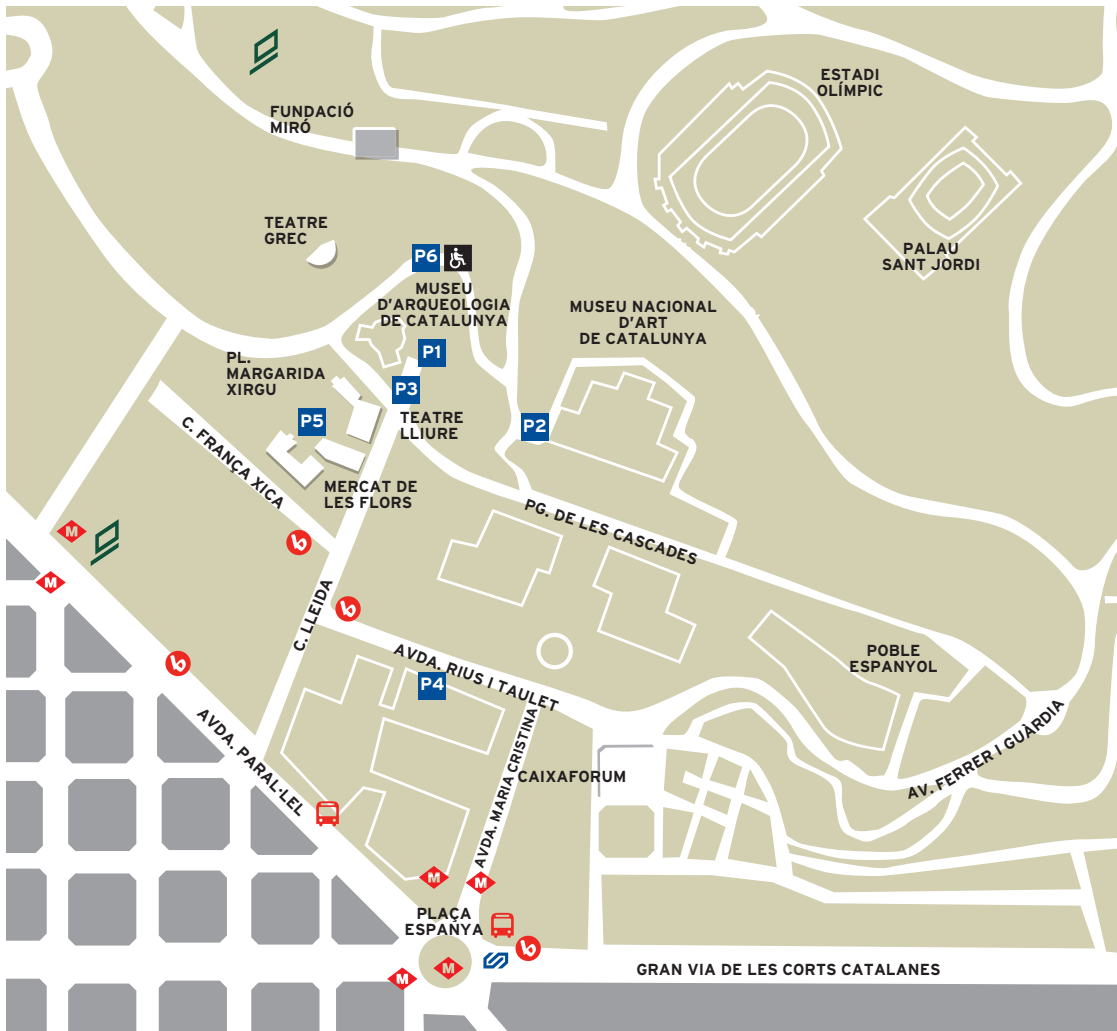 ESTADI
OLÍMPIC
FUNDACIÓ
MIRÓ
TEATRE
GREC
PALAU
SANT JORDI
P6
MUSEU
D'ARQUEOLOGIA
DE CATALUNYA
MUSEU NACIONAL
D'ART
DE CATALUNYA
P1
PL.
MARGARIDA
XIRGU
P3
P5
TEATRE
LLIURE
P2
C. FRANÇA XICA
MERCAT DE
LES FLORS
PG. DE LES CASCADES
M
b
M
C. LLEIDA
b
AVDA. RIUS I TAULET
POBLE
ESPANYOL
b
P4
AVDA. PARAL·LEL
AVDA. MARIA CRISTINA
CAIXAFORUM
AV. FERRER I GUÀRDIA
M
M
PLAÇA
ESPANYA
b
M
M
GRAN VIA DE LES CORTS CATALANES